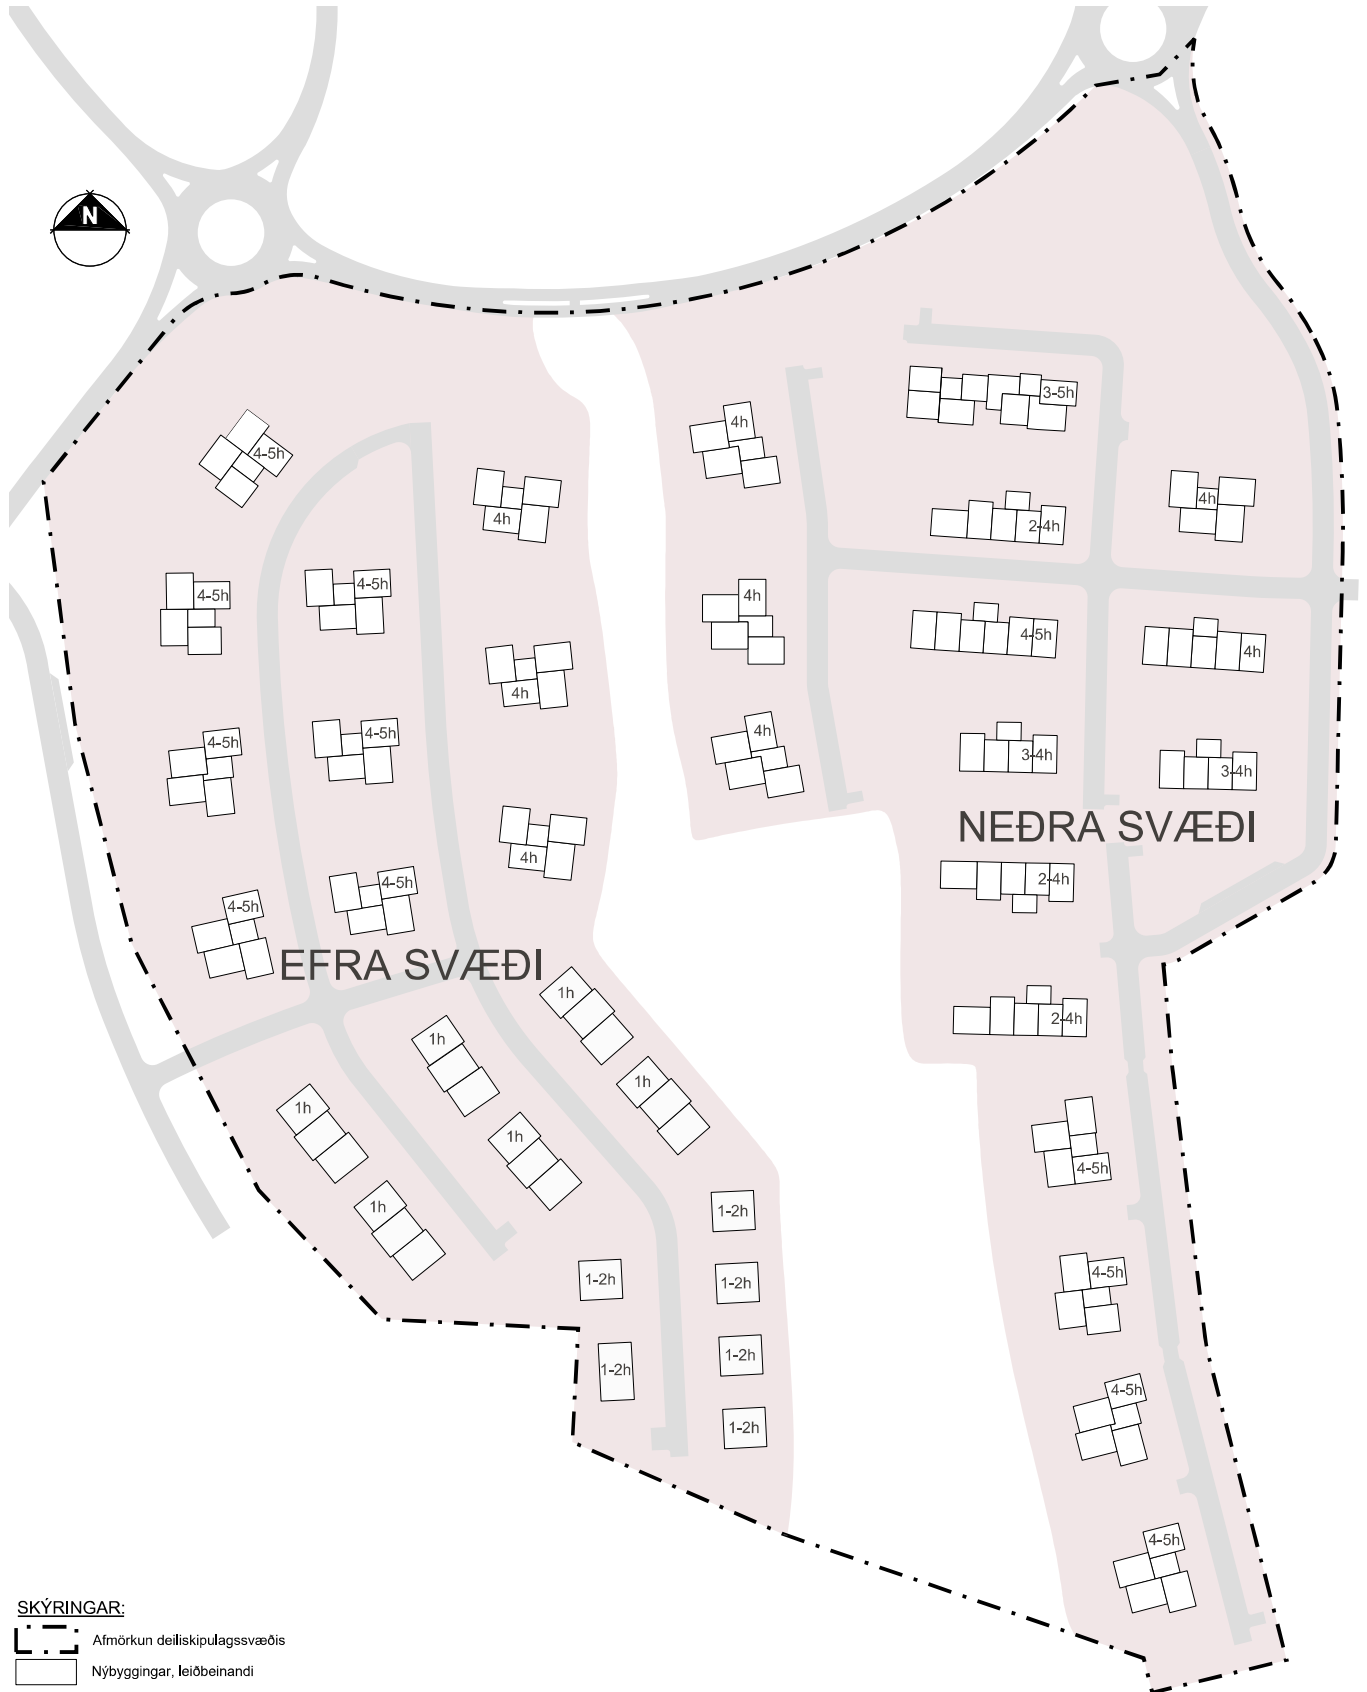 N
3-5h
4h
4-5h
4h
4h
4h
2-4h
4-5h
4-5h
4h
4-5h
4h
4h
4h
4-5h
4-5h
3-4h
3-4h
NEÐRA SVÆÐI
4h
4-5h
2-4h
4-5h
EFRA SVÆÐI
1h
2-4h
1h
1h
1h
1h
4-5h
1h
1-2h
4-5h
1-2h
1-2h
1-2h
1-2h
4-5h
1-2h
4-5h
SKÝRINGAR:
Afmörkun deiliskipulagssvæðis
Nýbyggingar, leiðbeinandi